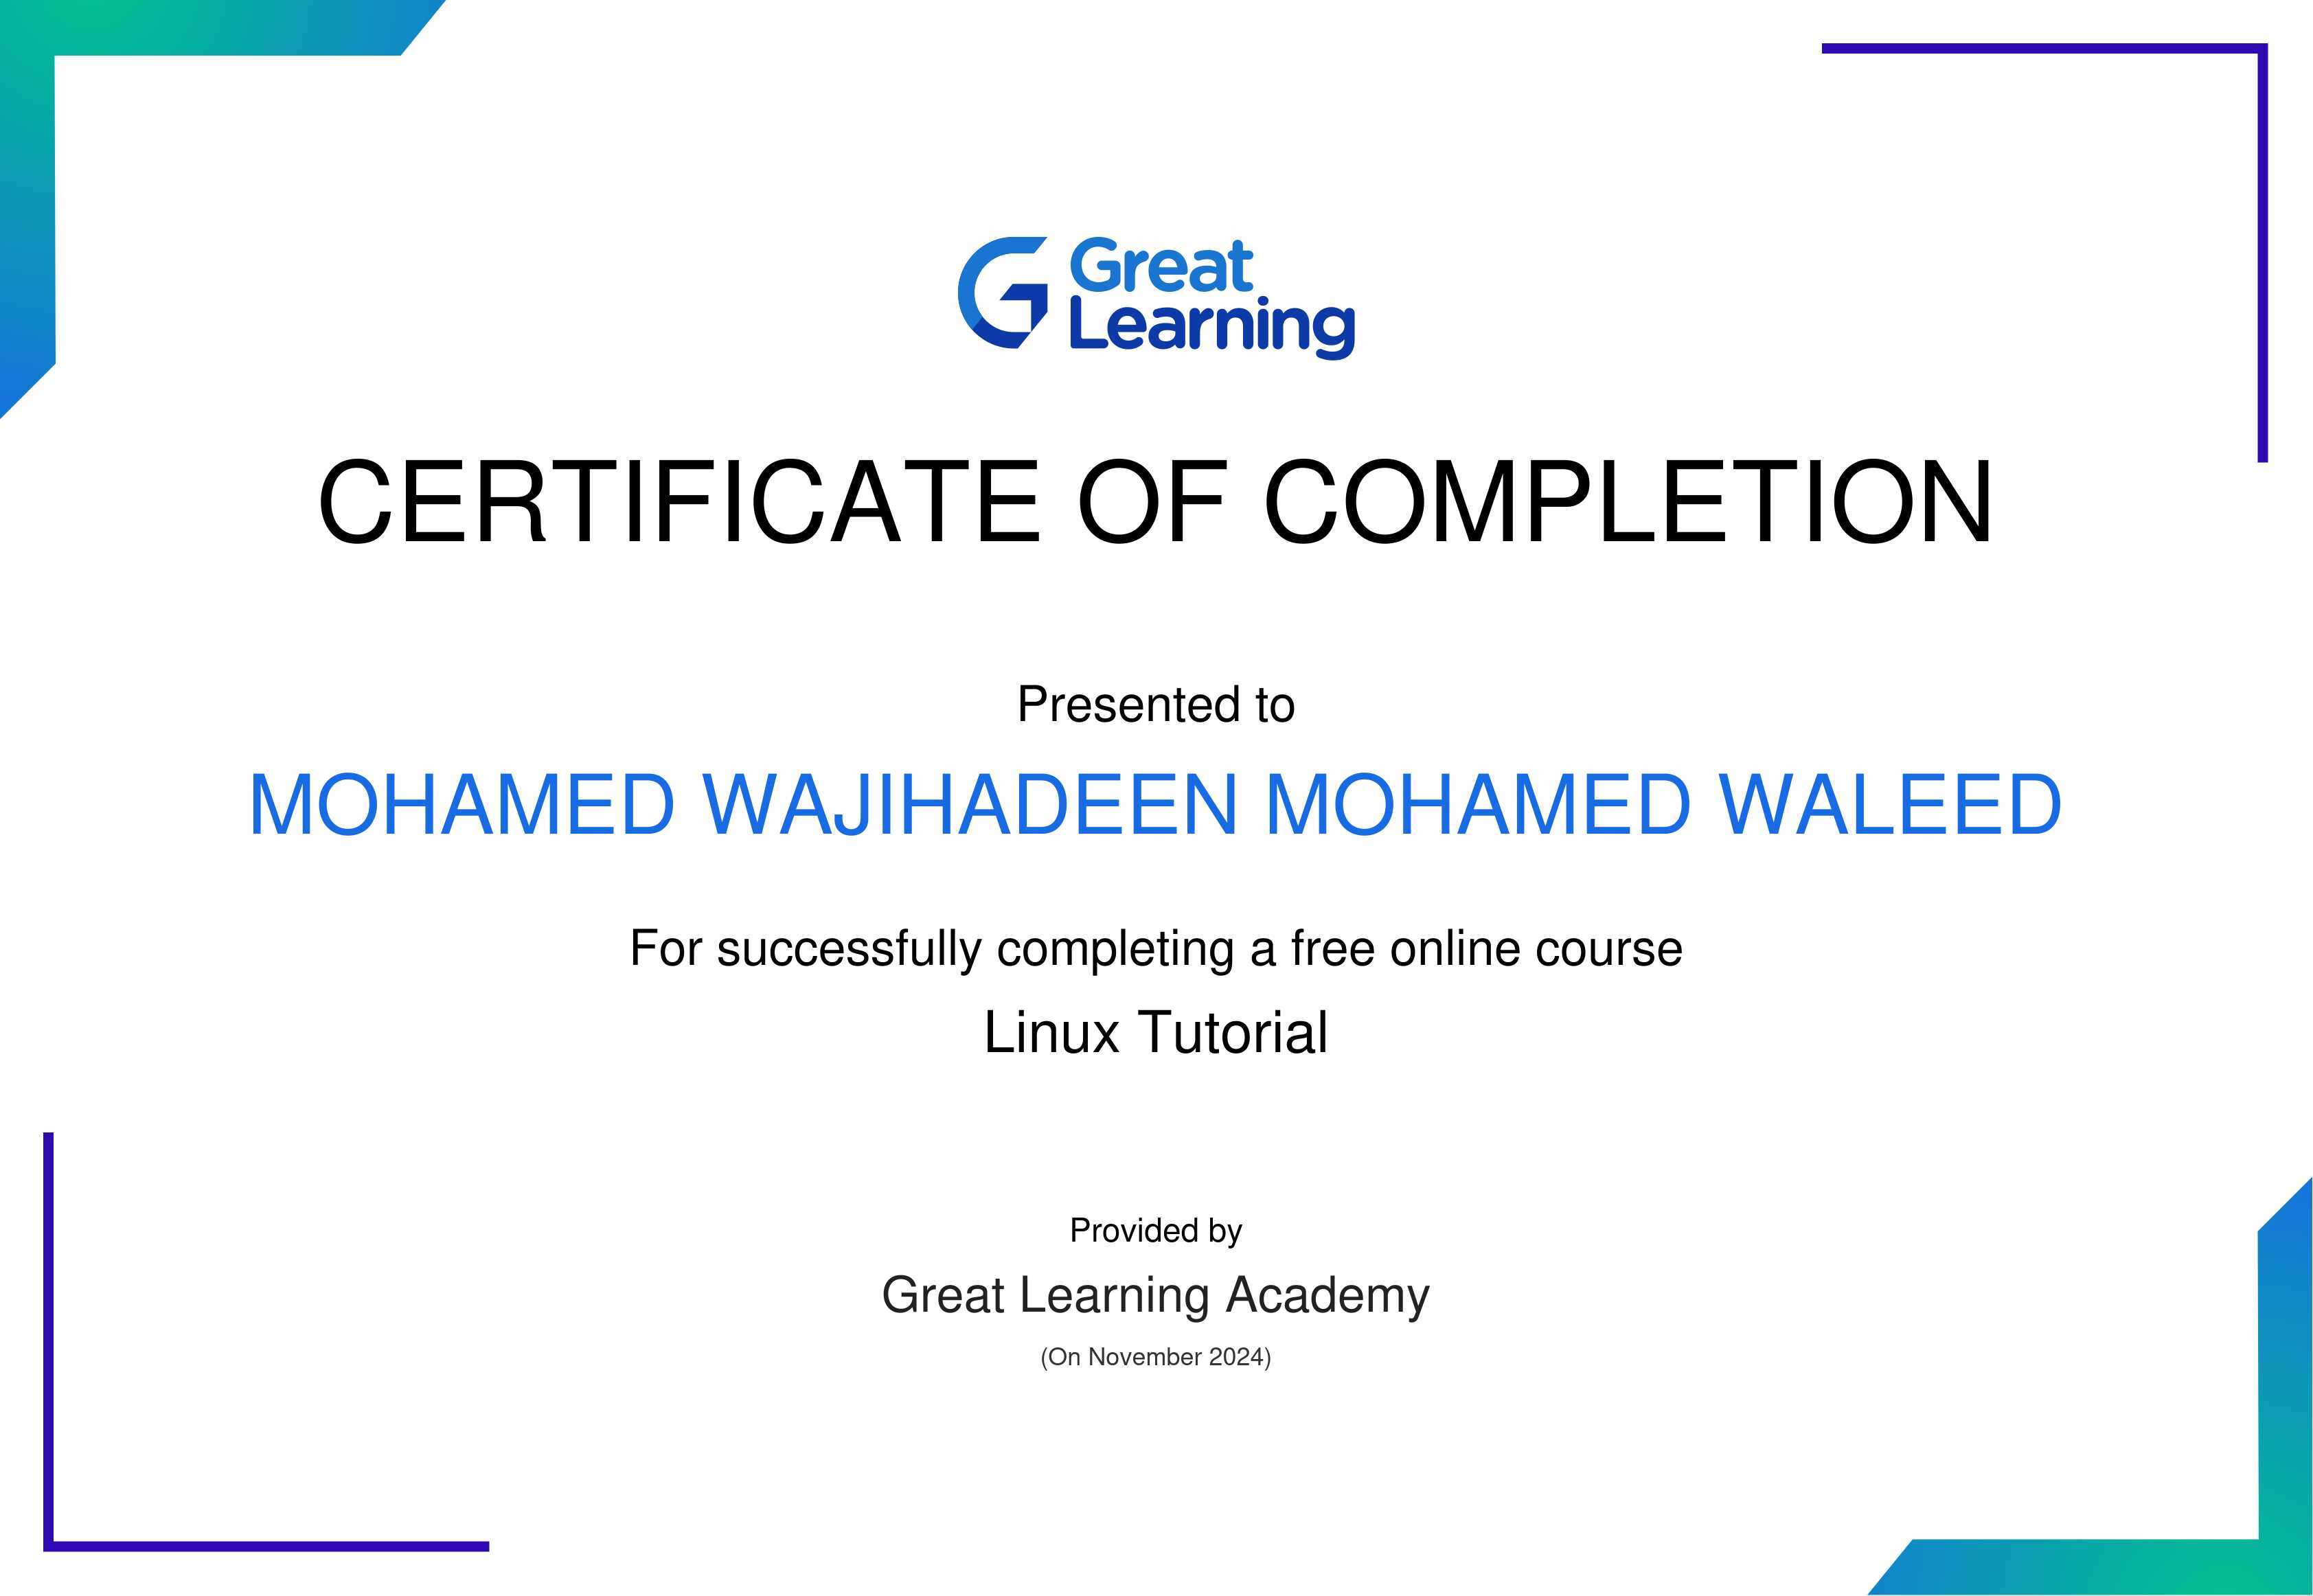 Great
Learning
CERTIFICATE OF COMPLETION
Presented to
MOHAMED WAJIHADEEN MOHAMED WALEED
For successfully completing a free online course
Linux Tutorial
Provided by
Great Learning Academy
(On November 2024)